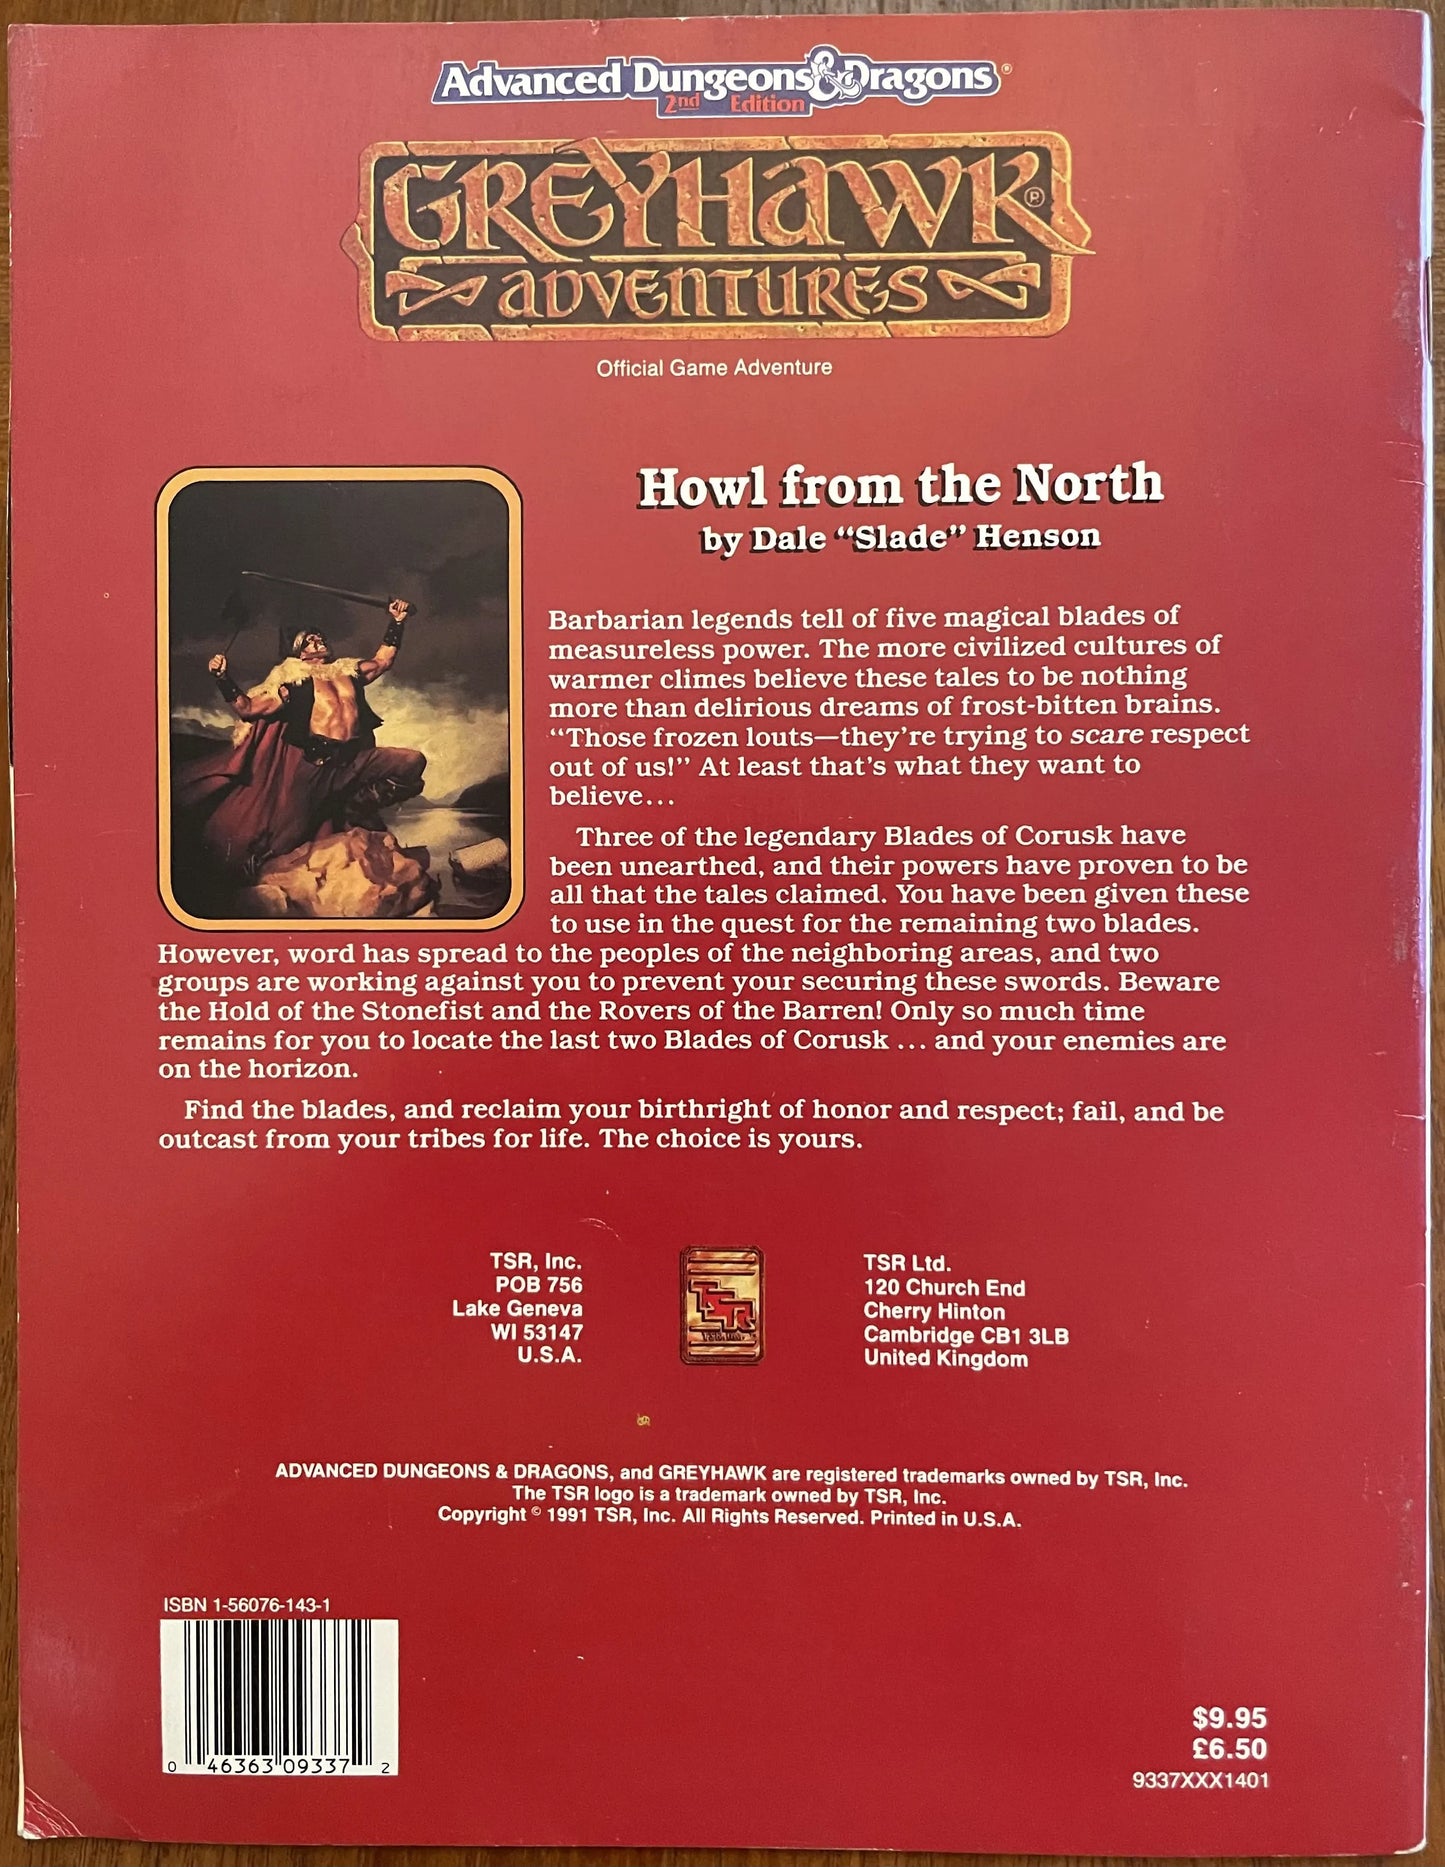 Advanced Dungeons & Dragons®
2nd Edition
GREYHAWK®
ADVENTURES
Official Game Adventure
Howl from the North
by Dale “Slade” Henson
Barbarian legends tell of five magical blades of
measureless power. The more civilized cultures of
warmer climes believe these tales to be nothing
more than delirious dreams of frost-bitten brains.
“Those frozen louts—they’re trying to scare respect
out of us!” At least that’s what they want to
believe...
Three of the legendary Blades of Corusk have
been unearthed, and their powers have proven to be
all that the tales claimed. You have been given these
to use in the quest for the remaining two blades.
However, word has spread to the peoples of the neighboring areas, and two
groups are working against you to prevent your securing these swords. Beware
the Hold of the Stonefist and the Rovers of the Barren! Only so much time
remains for you to locate the last two Blades of Corusk ... and your enemies are
on the horizon.
Find the blades, and reclaim your birthright of honor and respect; fail, and be
outcast from your tribes for life. The choice is yours.
TSR, Inc.
POB 756
Lake Geneva
WI 53147
U.S.A.
TSR
TSR Ltd.
120 Church End
Cherry Hinton
Cambridge CB1 3LB
United Kingdom
ADVANCED DUNGEONS & DRAGONS, and GREYHAWK are registered trademarks owned by TSR, Inc.
The TSR logo is a trademark owned by TSR, Inc.
Copyright © 1991 TSR, Inc. All Rights Reserved. Printed in U.S.A.
ISBN 1-56076-143-1
0 46363 09337 2
$9.95
£6.50
9337XXX1401